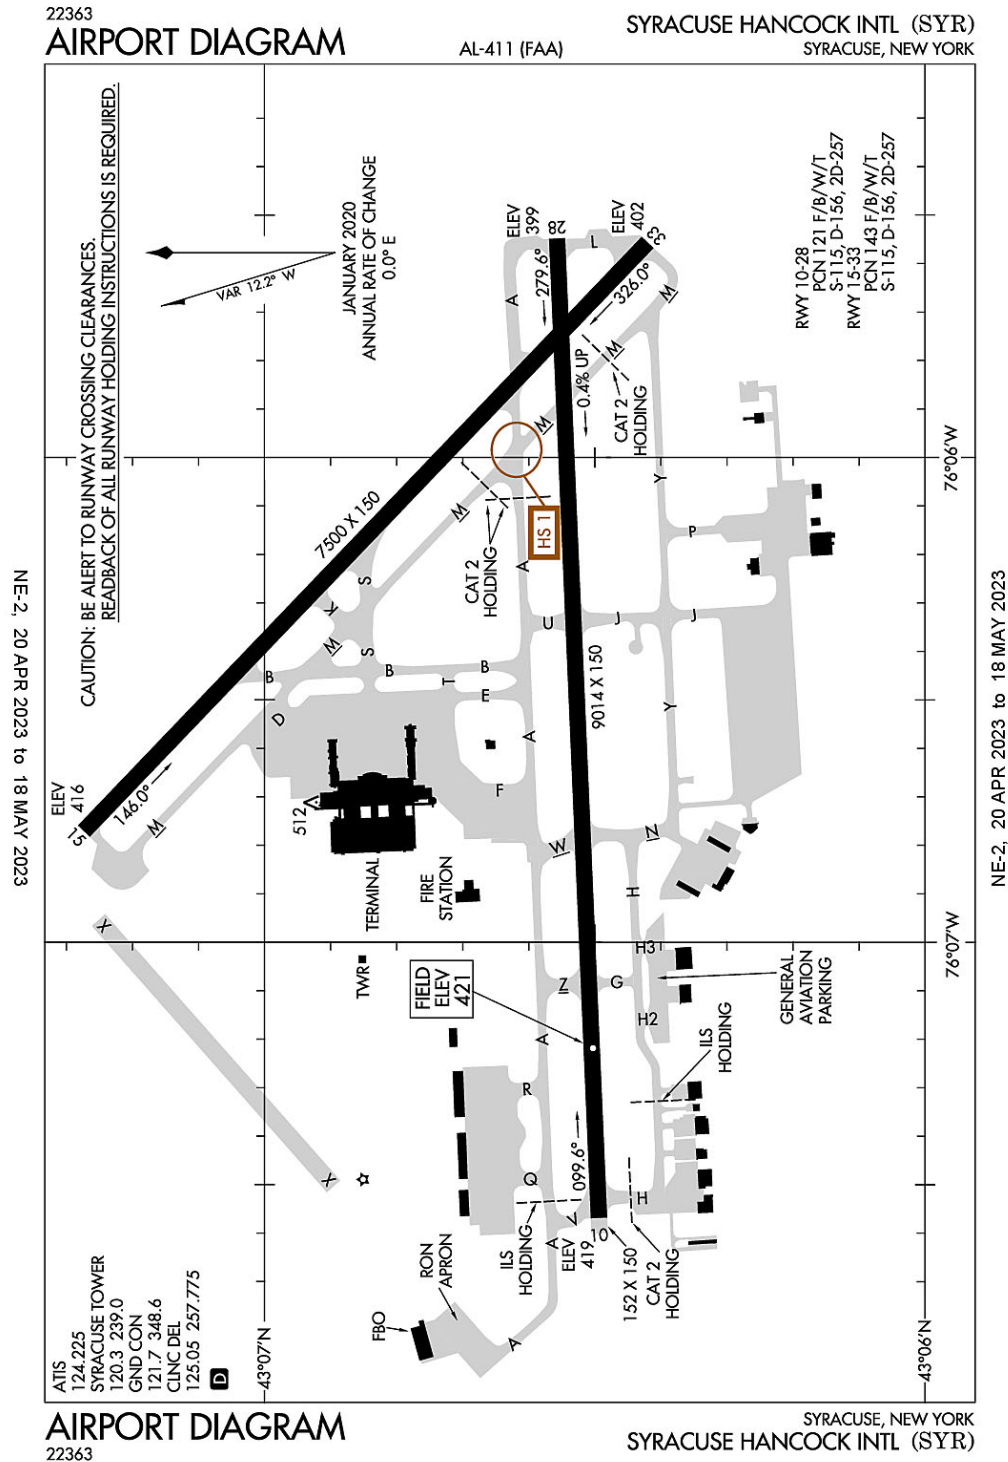 22363
AIRPORT DIAGRAM
AL-411 (FAA)
SYRACUSE HANCOCK INTL (SYR)
SYRACUSE, NEW YORK
CAUTION: BE ALERT TO RUNWAY CROSSING CLEARANCES.
READBACK OF ALL RUNWAY HOLDING INSTRUCTIONS IS REQUIRED.
VAR 12.2° W
JANUARY 2020
ANNUAL RATE OF CHANGE
0.0° E
ELEV
399
28
ELEV
402
33
L
A
279.6°
326.0°
M
RWY 10-28
PCN 121 F/B/W/T
S-115, D-156, 2D-257
RWY 15-33
PCN 143 F/B/W/T
S-115, D-156, 2D-257
0.4% UP
M
CAT 2
HOLDING
M
HS 1
7500 X 150
M
CAT 2
HOLDING
A
Y
P
76°06'W
S
K
M
S
U
J
J
B
B
B
T
E
D
9014 X 150
A
Y
F
ELEV
416
15
146.0°
M
512
TERMINAL
FIRE
STATION
W
N
H
X
TWR
FIELD
ELEV
421
Z
G
H3
H2
GENERAL
AVIATION
PARKING
76°07'W
A
R
ILS
HOLDING
X
Q
099.6°
H
V
A
10
ELEV
419
ILS
HOLDING
152 X 150
CAT 2
HOLDING
RON
APRON
FBO
A
ATIS
124.225
SYRACUSE TOWER
120.3 239.0
GND CON
121.7 348.6
CLNC DEL
125.05 257.775
D
43°07'N
43°06'N
NE-2, 20 APR 2023 to 18 MAY 2023
NE-2, 20 APR 2023 to 18 MAY 2023
AIRPORT DIAGRAM
22363
SYRACUSE, NEW YORK
SYRACUSE HANCOCK INTL (SYR)